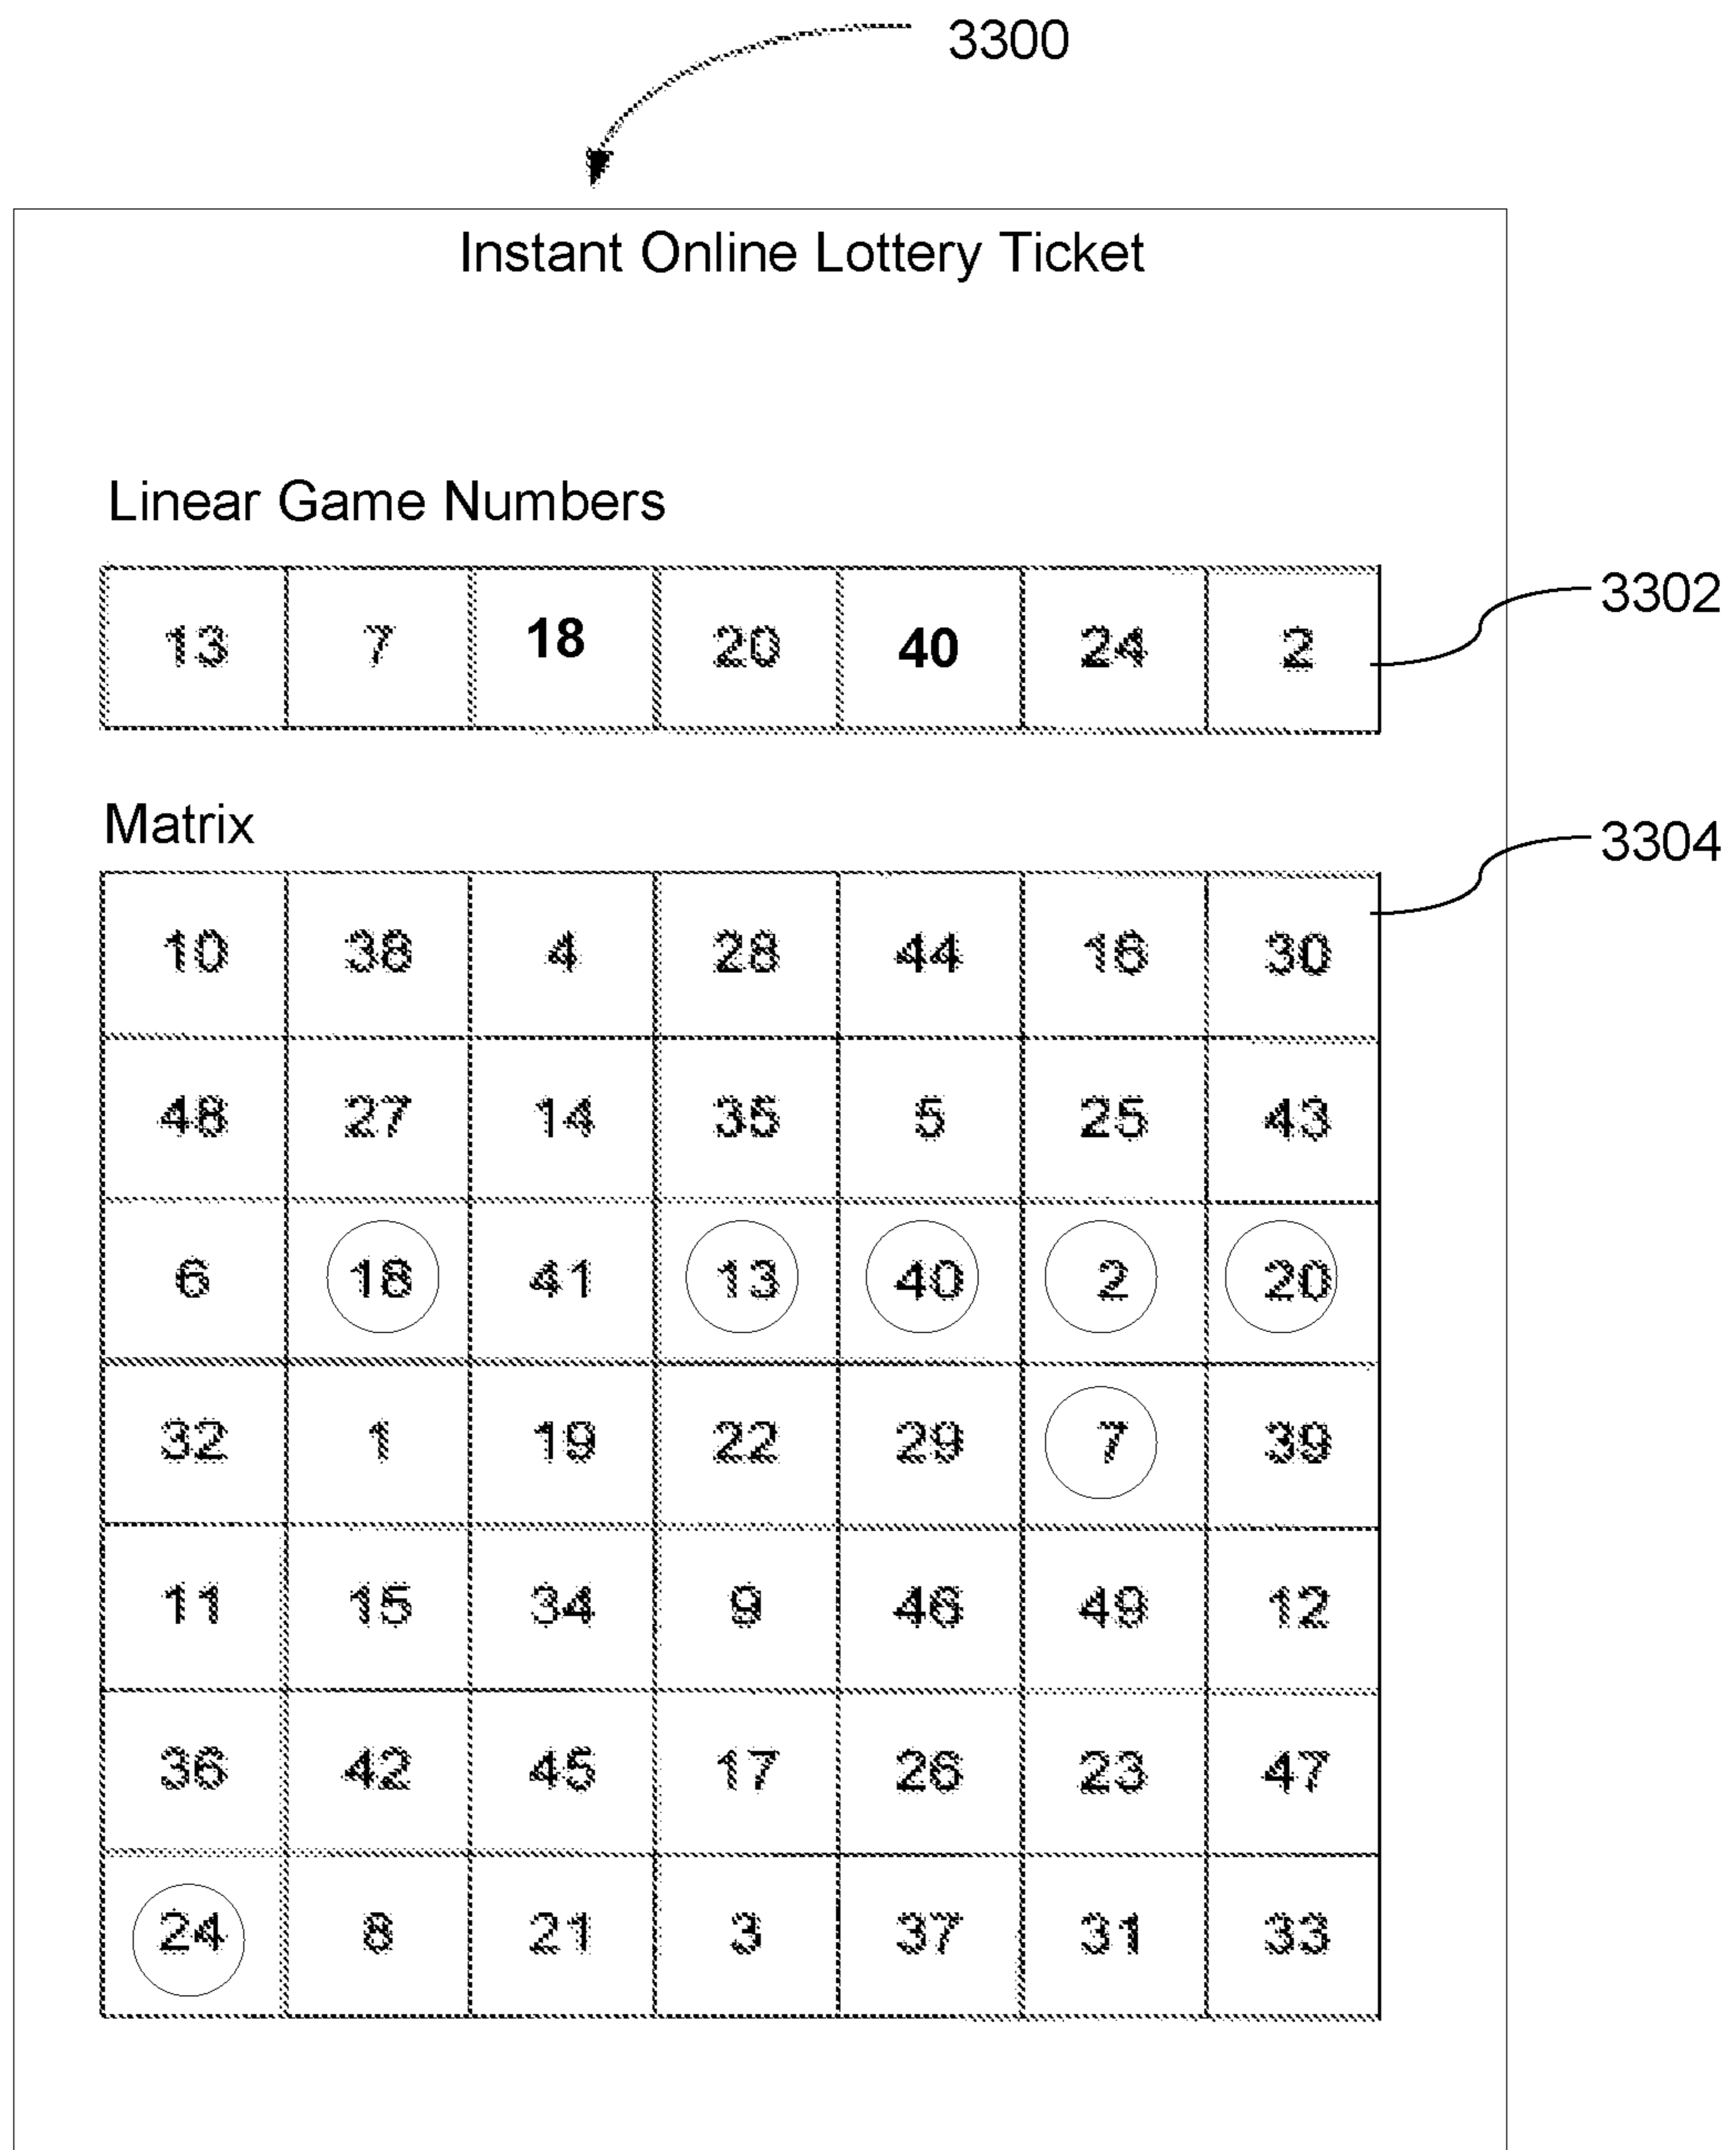 3300
Instant Online Lottery Ticket
Linear Game Numbers
13 7 18 20 40 24 2
3302
Matrix
3304
10 38 4 28 44 16 30
48 27 14 35 5 25 43
6 18 41 13 40 2 20
32 1 19 22 29 7 39
11 15 34 9 46 49 12
36 42 45 17 26 23 47
24 8 21 3 37 31 33